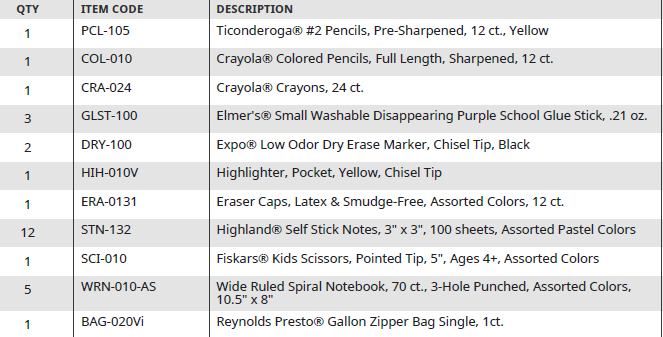 QTY ITEM CODE DESCRIPTION
1 PCL-105 Ticonderoga® #2 Pencils, Pre-Sharpened, 12 ct., Yellow
1 COL-010 Crayola® Colored Pencils, Full Length, Sharpened, 12 ct.
1 CRA-024 Crayola® Crayons, 24 ct.
3 GLST-100 Elmer's® Small Washable Disappearing Purple School Glue Stick, .21 oz.
2 DRY-100 Expo® Low Odor Dry Erase Marker, Chisel Tip, Black
1 HIH-010V Highlighter, Pocket, Yellow, Chisel Tip
1 ERA-0131 Eraser Caps, Latex & Smudge-Free, Assorted Colors, 12 ct.
12 STN-132 Highland® Self Stick Notes, 3" x 3", 100 sheets, Assorted Pastel Colors
1 SCI-010 Fiskars® Kids Scissors, Pointed Tip, 5", Ages 4+, Assorted Colors
5 WRN-010-AS Wide Ruled Spiral Notebook, 70 ct., 3-Hole Punched, Assorted Colors,
10.5" x 8"
1 BAG-020Vi Reynolds Presto® Gallon Zipper Bag Single, 1ct.